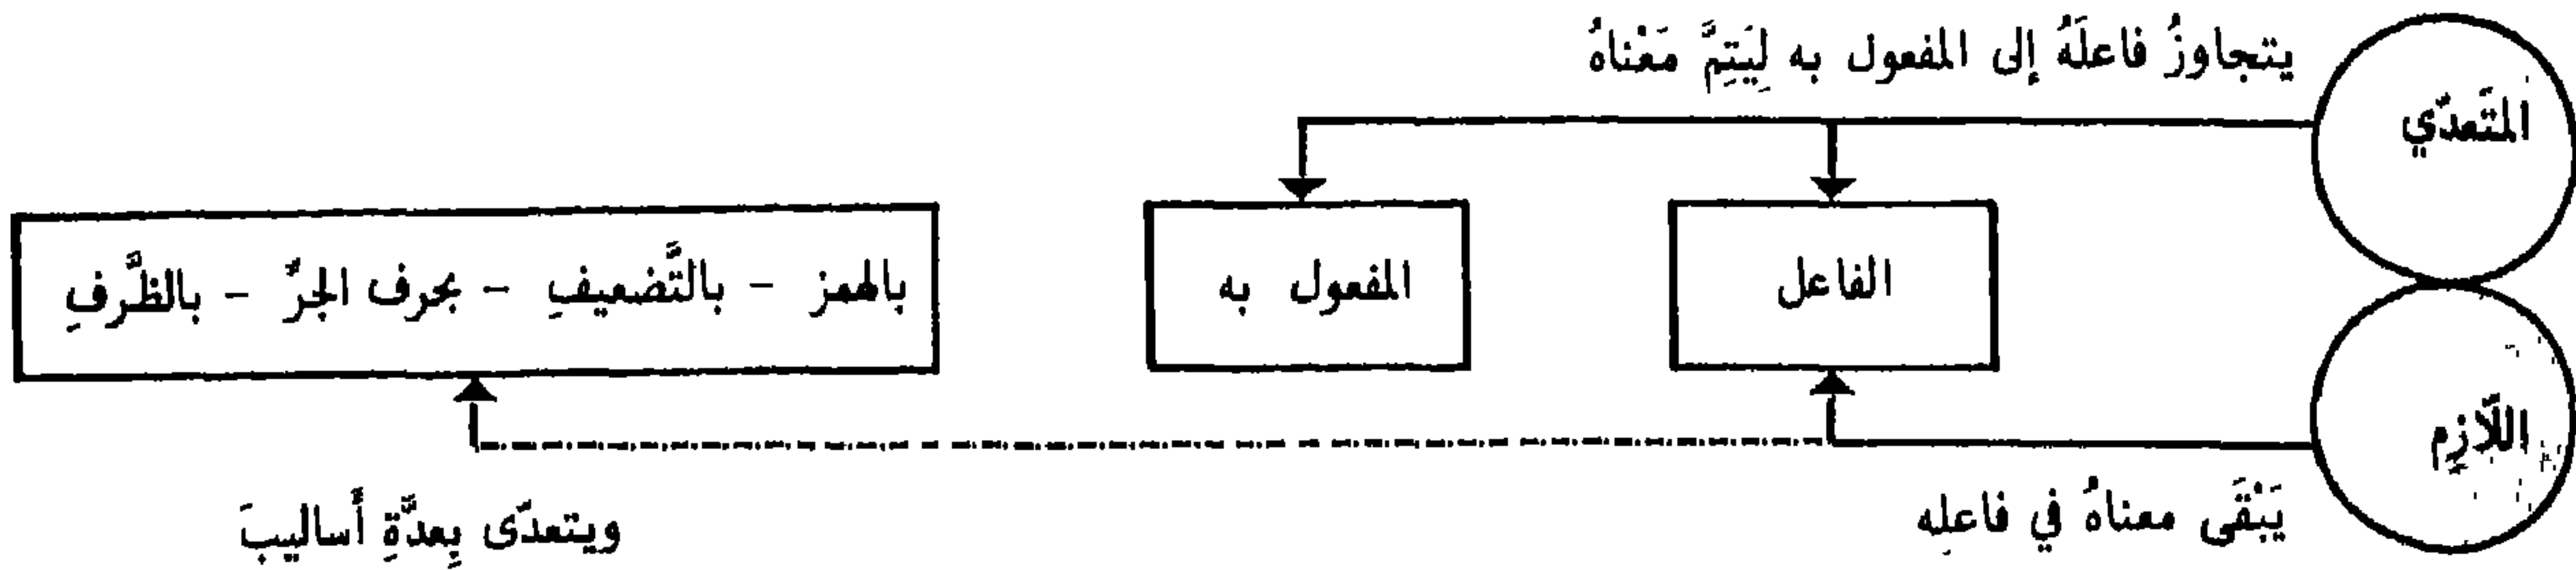 يتجاوزُ فاعلَهُ إلى المفعول به لِيَتِمَّ مَعْناهُ
المتَعدّي
الفاعل
المفعول به
بالهمز - بالتَّضعيفِ - بحرف الجرِّ - بالظَّرفِ
اللّازِم
يَبْقَى معناهُ في فاعلِه
ويتعدّى بِعدَّةِ أساليبَ